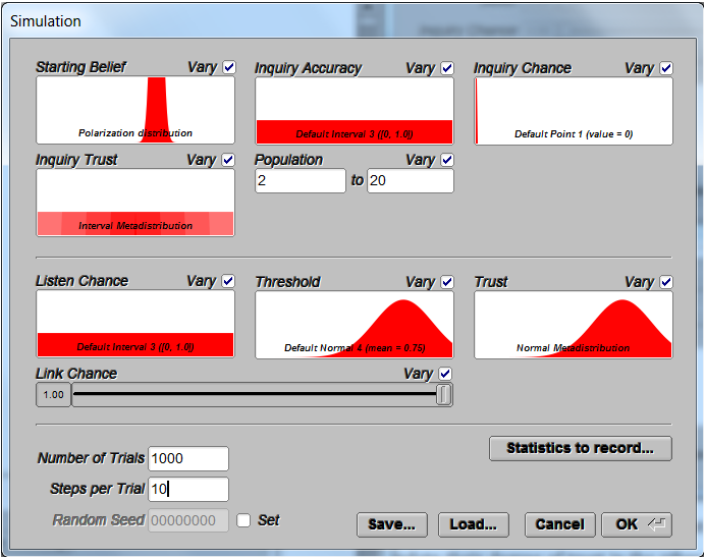 Simulation
Starting Belief Vary Inquiry Accuracy Vary Inquiry Chance Vary
Polarization distribution Default Interval 3 ([0, 1.0]) Default Point 1 (value = 0)
Inquiry Trust Vary Population Vary
2 to 20
Interval Metadistribution
Listen Chance Vary Threshold Vary Trust Vary
Default Interval 3 ([0, 1.0]) Default Normal 4 (mean = 0.75) Normal Metadistribution
Link Chance Vary
1.00
Statistics to record...
Number of Trials 1000
Steps per Trial 10
Random Seed 00000000 Set Save... Load... Cancel OK